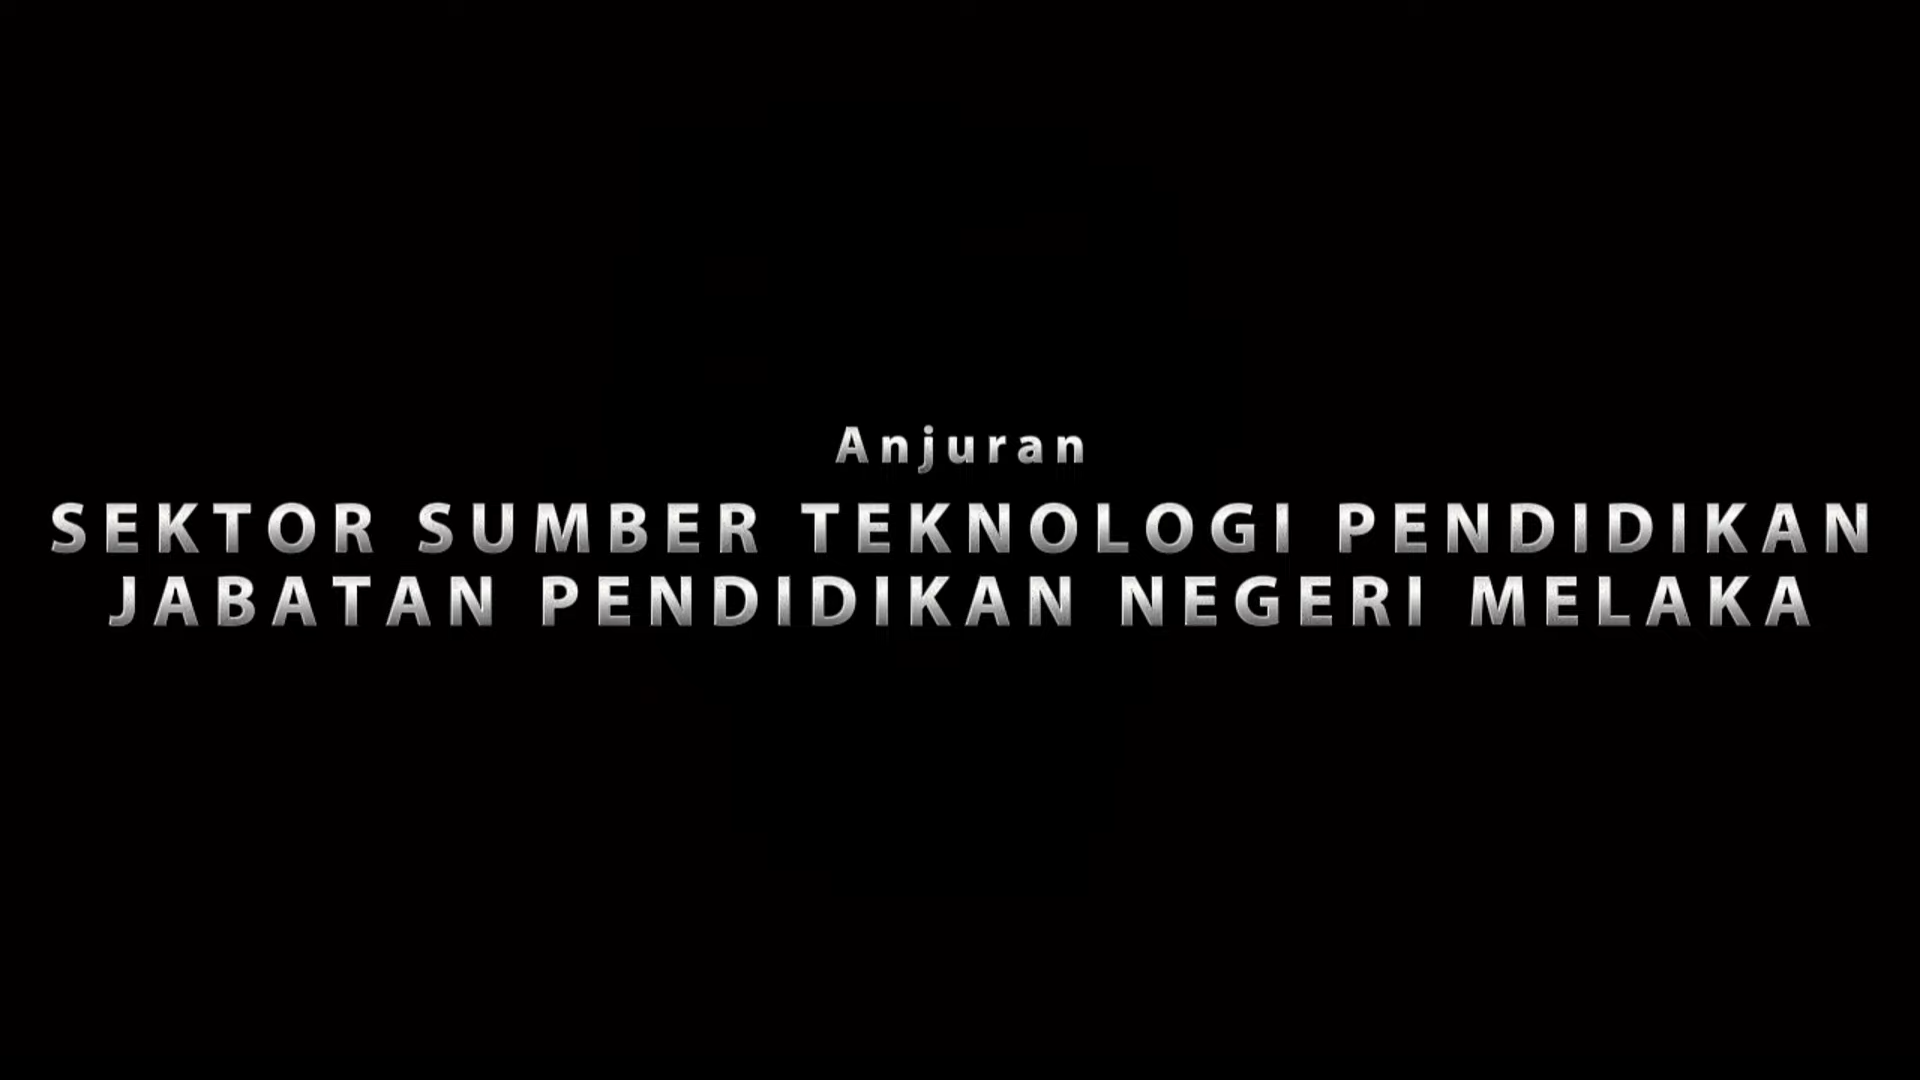 Anjuran
SEKTOR SUMBER TEKNOLOGI PENDIDIKAN
JABATAN PENDIDIKAN NEGERI MELAKA